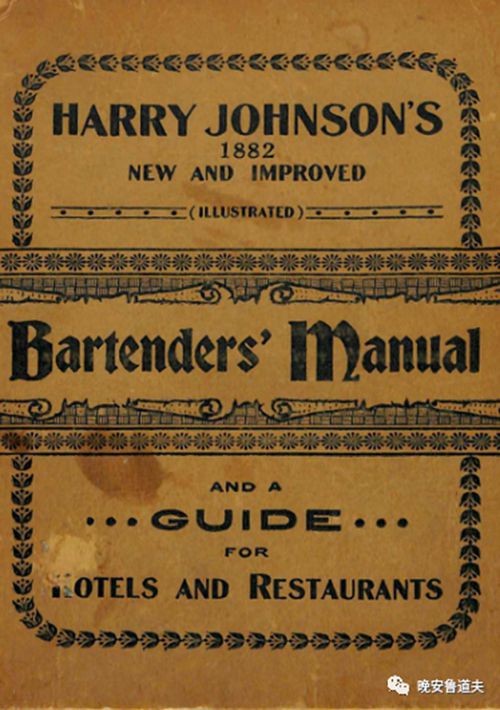 HARRY JOHNSON'S
1882
NEW AND IMPROVED
(ILLUSTRATED)
Bartenders' Manual
AND A
...GUIDE...
FOR
HOTELS AND RESTAURANTS
晚安鲁道夫